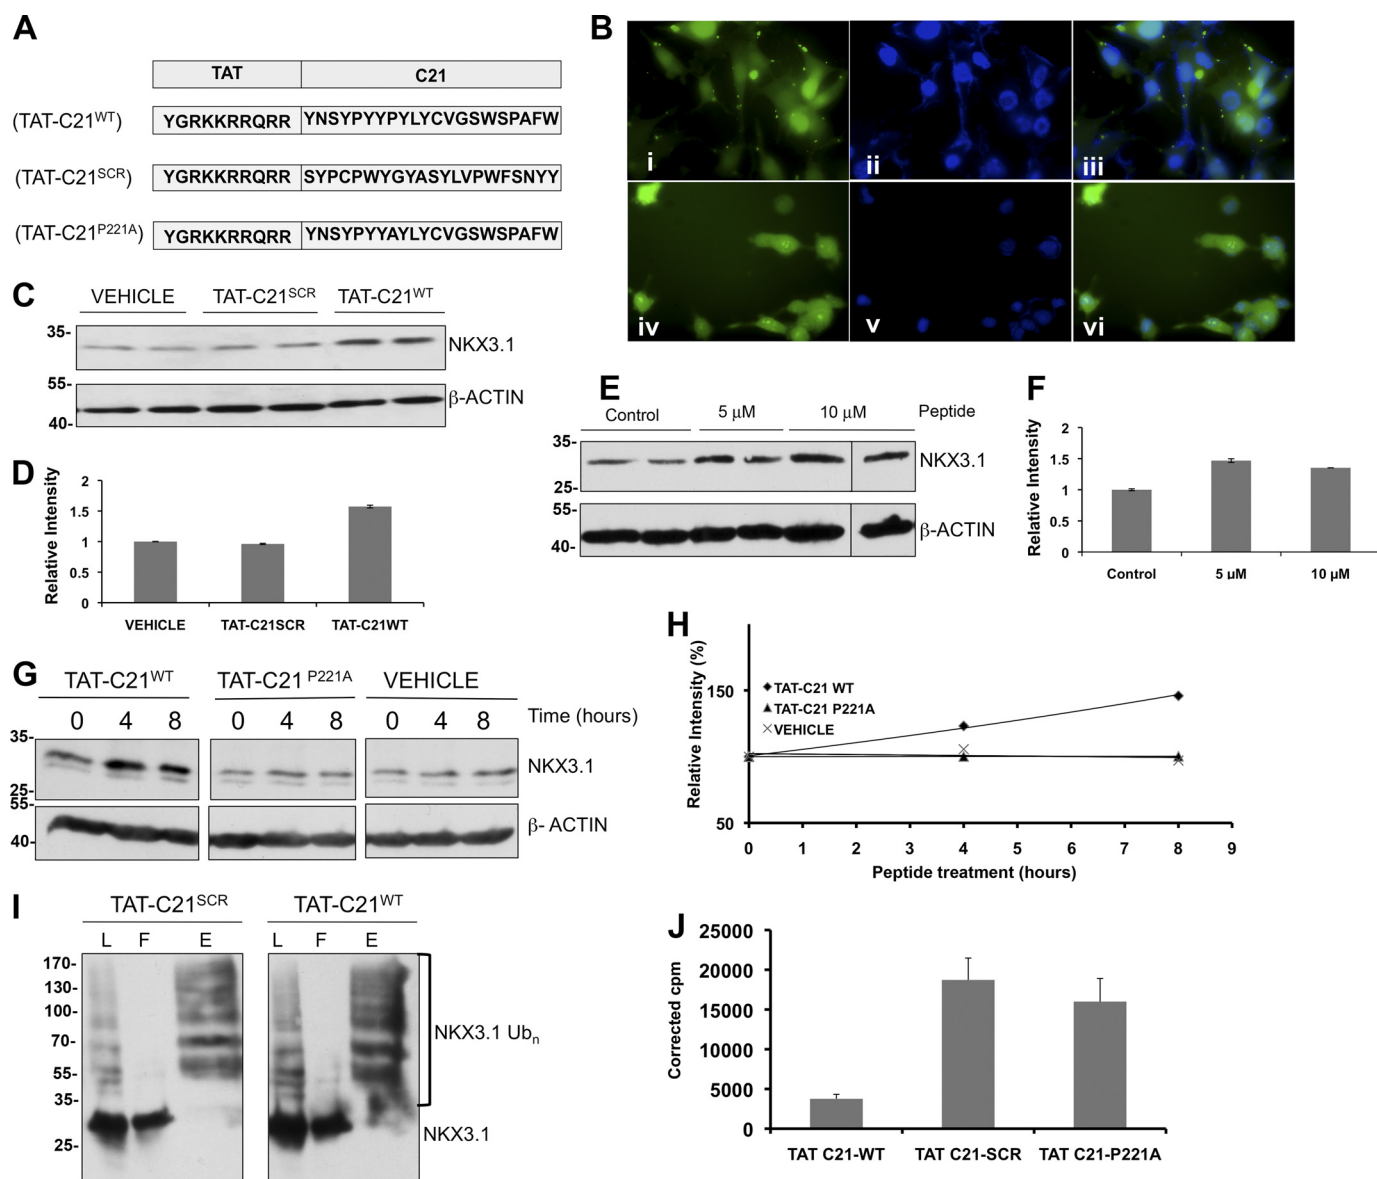 A
TAT C21
(TAT-C21WT) YGRKKRRQRR YNSYPYYPYLYCVGSWSPAFW
(TAT-C21SCR) YGRKKRRQRR SYPCPWYGYASYLVPWFSNYY
(TAT-C21P221A) YGRKKRRQRR YNSYPYYAYLYCVGSWSPAFW
B
i ii iii
iv v vi
C
VEHICLE TAT-C21SCR TAT-C21WT
35-
NKX3.1
55-
β-ACTIN
40-
D
Relative Intensity
2
1.5
1
0.5
0
VEHICLE TAT-C21SCR TAT-C21WT
E
Control 5 µM 10 µM Peptide
35-
NKX3.1
25-
55-
β-ACTIN
40-
F
Relative Intensity
2
1.5
1
0.5
0
Control 5 µM 10 µM
G
TAT-C21WT TAT-C21 P221A VEHICLE
0 4 8 0 4 8 0 4 8 Time (hours)
35-
NKX3.1
25-
55-
β- ACTIN
40-
H
Relative Intensity (%)
150
50
TAT-C21 WT
TAT-C21 P221A
VEHICLE
0 1 2 3 4 5 6 7 8 9
Peptide treatment (hours)
I
TAT-C21SCR TAT-C21WT
L F E L F E
170-
130-
100-
70-
55-
35-
25-
NKX3.1 Ubn
NKX3.1
J
Corrected cpm
25000
20000
15000
10000
5000
0
TAT C21-WT TAT C21-SCR TAT C21-P221A